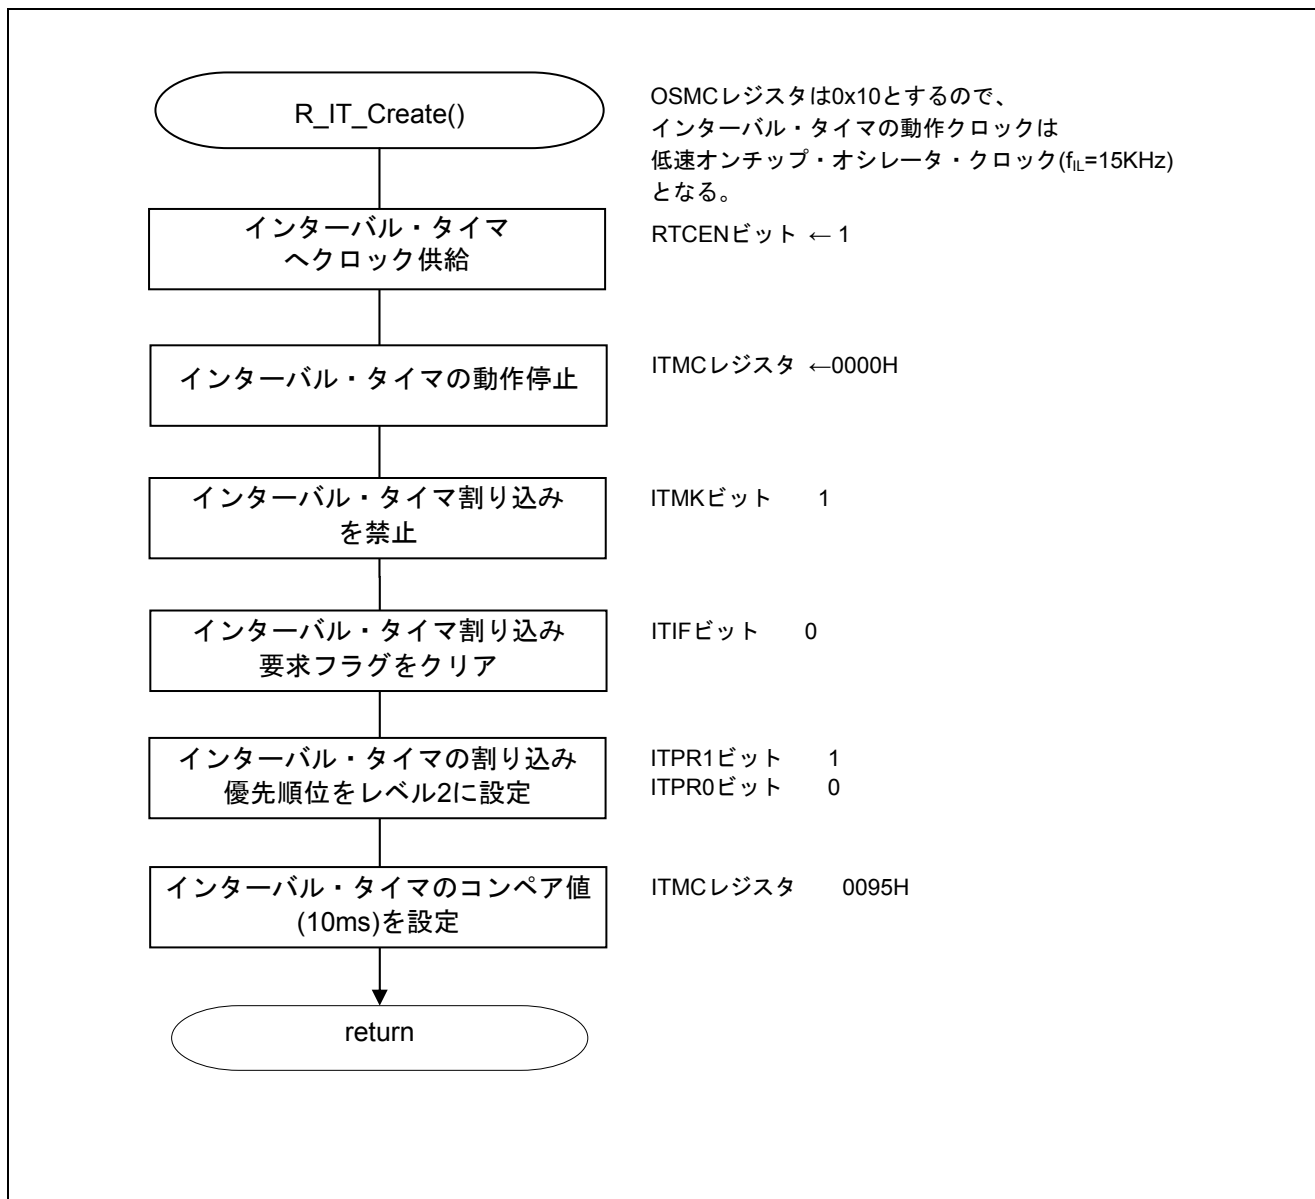 R_IT_Create()
OSMCレジスタは0x10とするので、
インターバル・タイマの動作クロックは
低速オンチップ・オシレータ・クロック(fIL=15KHz)
となる。
インターバル・タイマ
へクロック供給
RTCENビット ← 1
インターバル・タイマの動作停止
ITMCレジスタ ←0000H
インターバル・タイマ割り込み
を禁止
ITMKビット 1
インターバル・タイマ割り込み
要求フラグをクリア
ITIFビット 0
インターバル・タイマの割り込み
優先順位をレベル2に設定
ITPR1ビット 1
ITPR0ビット 0
インターバル・タイマのコンペア値
(10ms)を設定
ITMCレジスタ 0095H
return